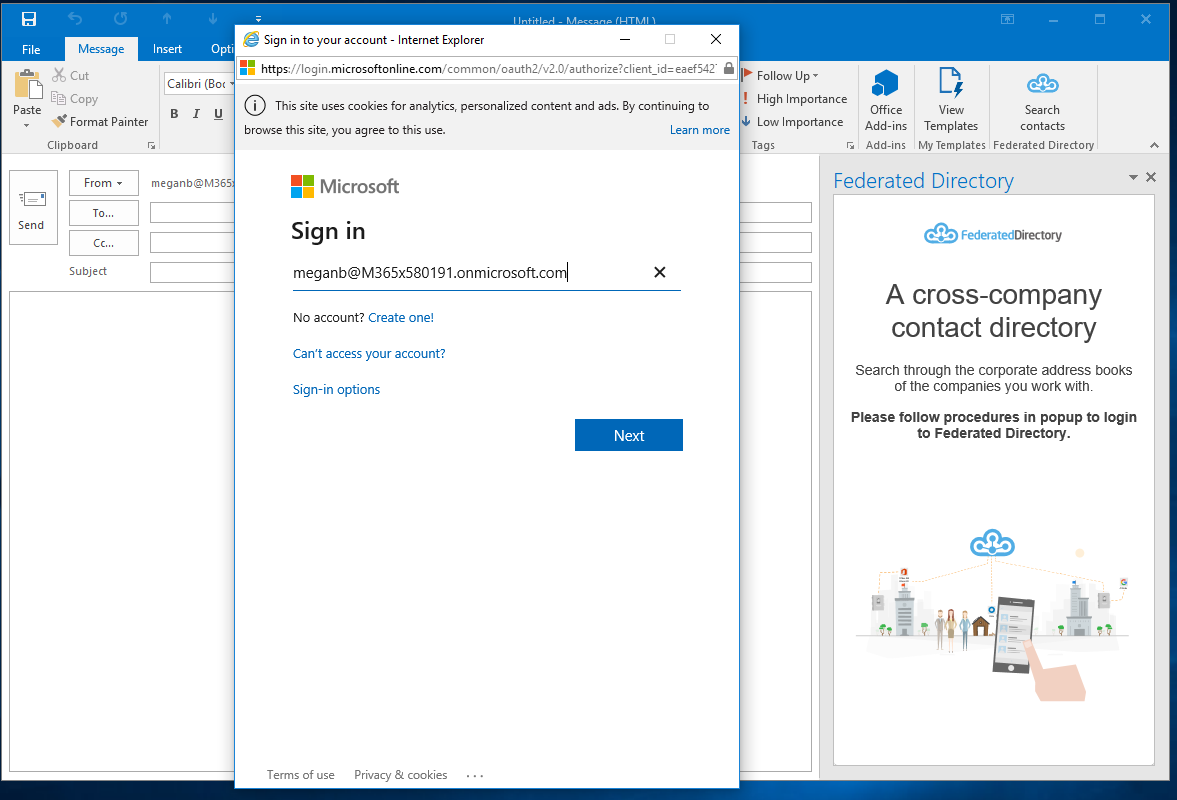 Untitled - Message (HTML)
File
Message
Insert
Opti
Paste
Cut
Copy
Format Painter
Clipboard
Calibri (Bo
B I U
Follow Up
High Importance
Low Importance
Tags
Office
Add-ins
Add-ins
View
Templates
My Templates
Search
contacts
Federated Directory
Send
From
meganb@M365x
To...
Cc...
Subject
Sign in to your account - Internet Explorer
https://login.microsoftonline.com/common/oauth2/v2.0/authorize?client_id=eaef542
This site uses cookies for analytics, personalized content and ads. By continuing to
browse this site, you agree to this use.
Learn more
Microsoft
Sign in
meganb@M365x580191.onmicrosoft.com
No account? Create one!
Can't access your account?
Sign-in options
Next
Terms of use
Privacy & cookies
...
Federated Directory
FederatedDirectory
A cross-company
contact directory
Search through the corporate address books
of the companies you work with.
Please follow procedures in popup to login
to Federated Directory.